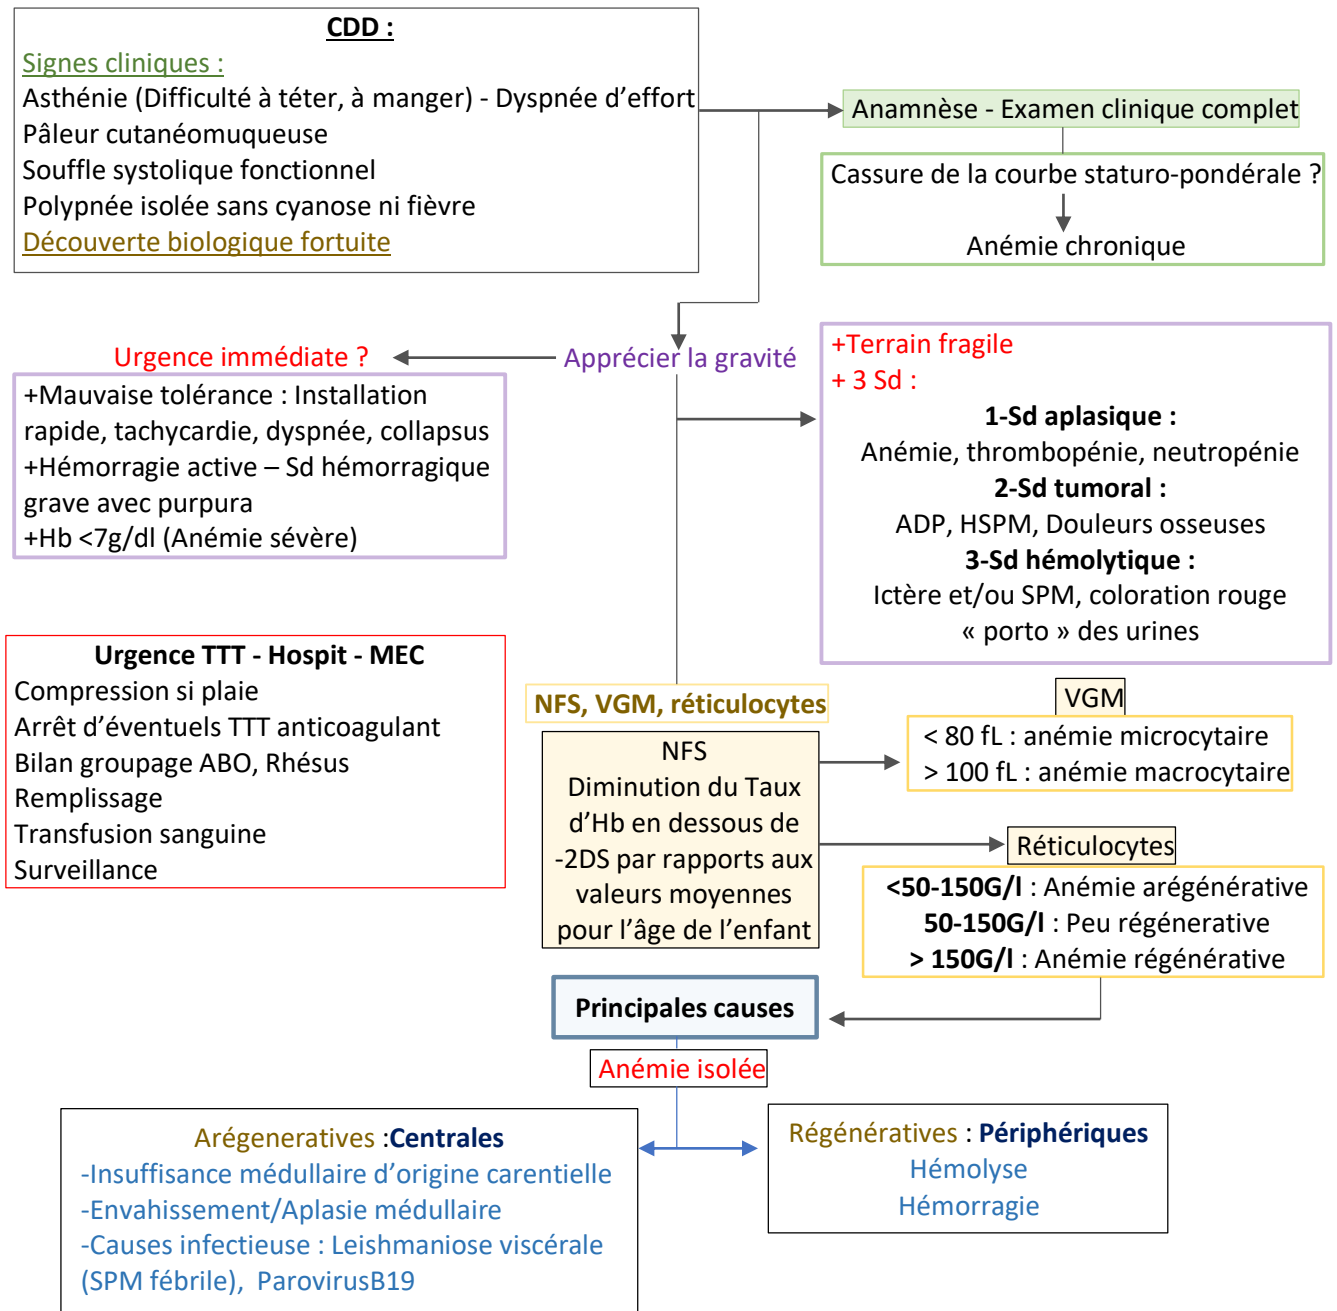 CDD :
Signes cliniques :
Asthénie (Difficulté à téter, à manger) - Dyspnée d'effort
Pâleur cutanéomuqueuse
Souffle systolique fonctionnel
Polypnée isolée sans cyanose ni fièvre
Découverte biologique fortuite
Anamnèse - Examen clinique complet
Cassure de la courbe staturo-pondérale ?
Anémie chronique
Urgence immédiate ?
Apprécier la gravité
+Mauvaise tolérance : Installation
rapide, tachycardie, dyspnée, collapsus
+Hémorragie active – Sd hémorragique
grave avec purpura
+Hb <7g/dl (Anémie sévère)
+Terrain fragile
+ 3 Sd :
1-Sd aplasique :
Anémie, thrombopénie, neutropénie
2-Sd tumoral :
ADP, HSPM, Douleurs osseuses
3-Sd hémolytique :
Ictère et/ou SPM, coloration rouge
« porto » des urines
Urgence TTT - Hospit - MEC
Compression si plaie
Arrêt d'éventuels TTT anticoagulant
Bilan groupage ABO, Rhésus
Remplissage
Transfusion sanguine
Surveillance
NFS, VGM, réticulocytes
NFS
Diminution du Taux
d'Hb en dessous de
-2DS par rapports aux
valeurs moyennes
pour l'âge de l'enfant
VGM
< 80 fL : anémie microcytaire
> 100 fL : anémie macrocytaire
Réticulocytes
<50-150G/l : Anémie arégénérative
50-150G/l : Peu régénerative
> 150G/l : Anémie régénérative
Principales causes
Anémie isolée
Arégeneratives :Centrales
-Insuffisance médullaire d'origine carentielle
-Envahissement/Aplasie médullaire
-Causes infectieuse : Leishmaniose viscérale
(SPM fébrile), ParovirusB19
Régénératives : Périphériques
Hémolyse
Hémorragie